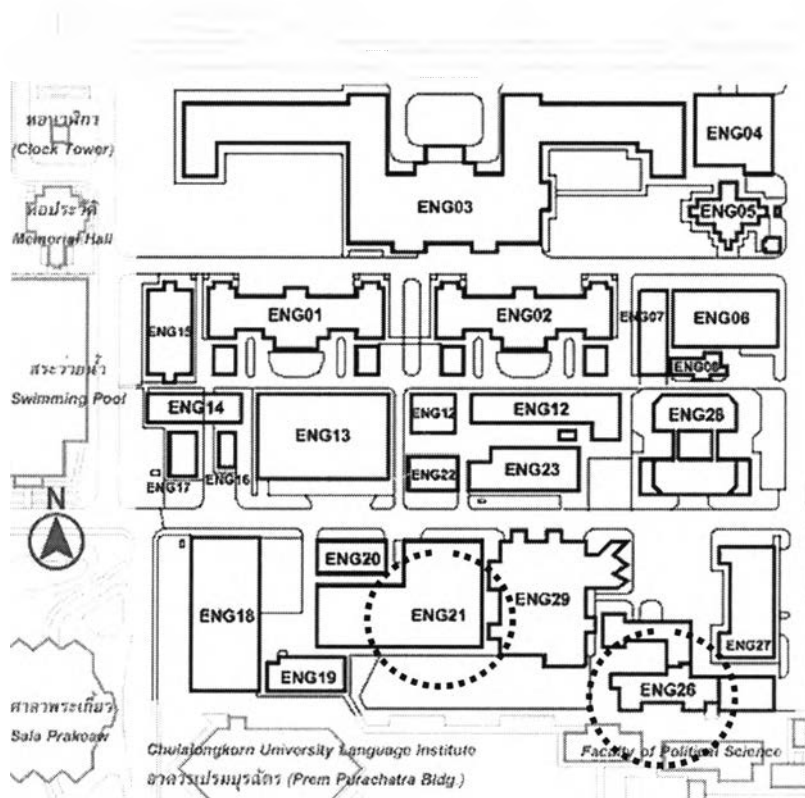 หอนาฬิกา
(Clock Tower)
ENG04
ENG03
หอประวัติ
Memorial Hall
ENG05
ENG15
ENG01
ENG02
ENG07
ENG06
สระว่ายน้ำ
Swimming Pool
ENG14
ENG13
ENG12
ENG12
ENG28
ENG17
ENG16
ENG22
ENG23
N
ENG20
ENG18
ENG21
ENG29
ENG27
ENG19
ENG26
ศาลาพระเกี้ยว
Sala Prakeaw
Chulalongkorn University Language Institute
อาคารเปรมบุรฉัตร (Prem Purachatra Bldg.)
Faculty of Political Science